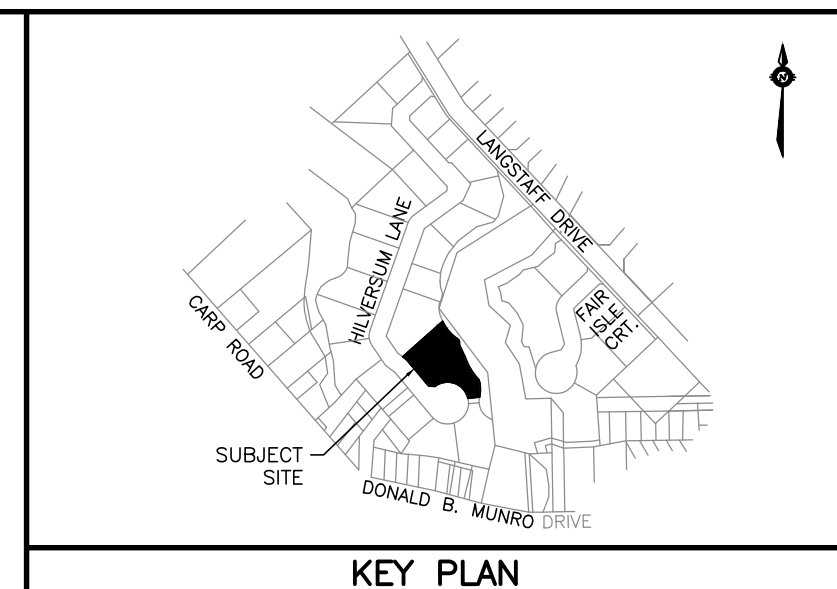 N
LANGSTAFF DRIVE
HILVERSUM LANE
FAIR
ISLE
CRT.
CARP ROAD
SUBJECT
SITE
DONALD B. MUNRO DRIVE
KEY PLAN